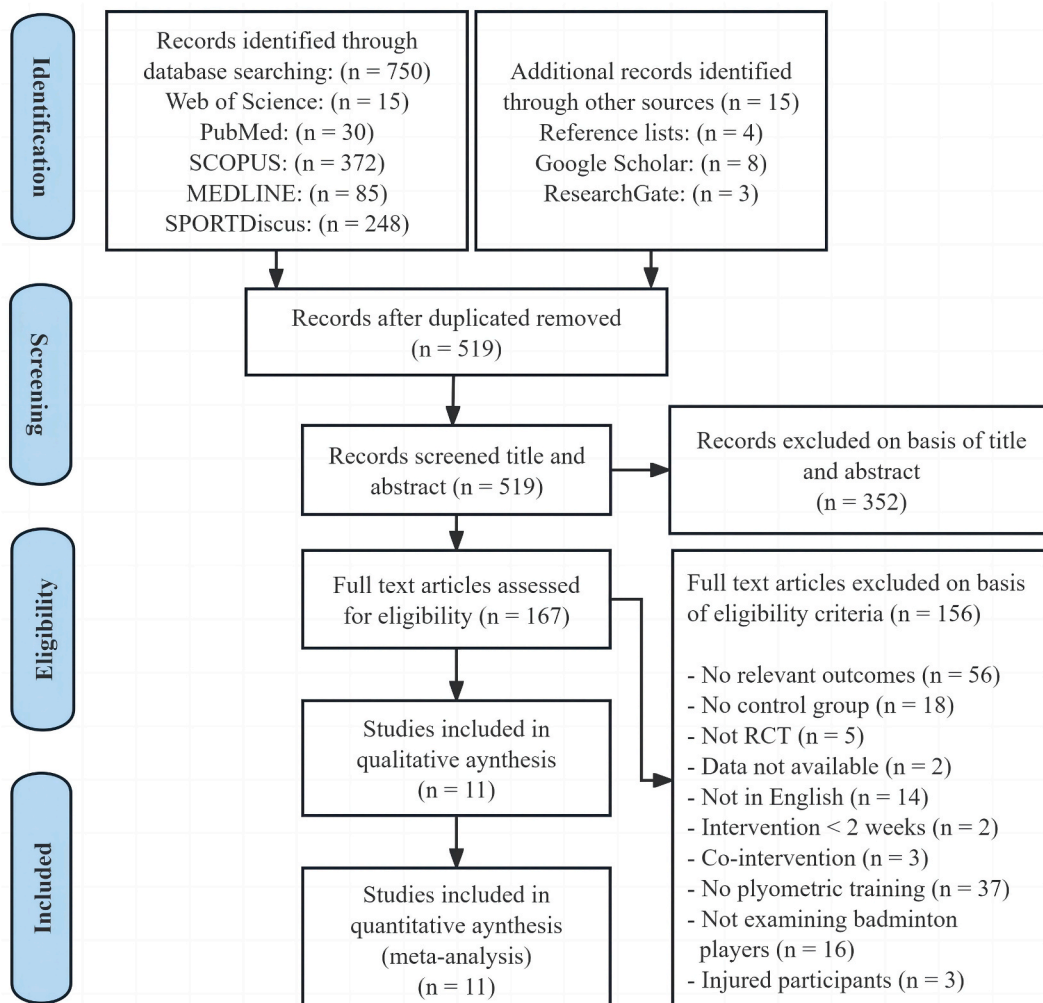 Identification
Records identified through
database searching: (n = 750)
Web of Science: (n = 15)
PubMed: (n = 30)
SCOPUS: (n = 372)
MEDLINE: (n = 85)
SPORTDiscus: (n = 248)
Additional records identified
through other sources (n = 15)
Reference lists: (n = 4)
Google Scholar: (n = 8)
ResearchGate: (n = 3)
Screening
Records after duplicated removed
(n = 519)
Records screened title and
abstract (n = 519)
Records excluded on basis of title
and abstract
(n = 352)
Eligibility
Full text articles assessed
for eligibility (n = 167)
Full text articles excluded on basis
of eligibility criteria (n = 156)
- No relevant outcomes (n = 56)
- No control group (n = 18)
- Not RCT (n = 5)
- Data not available (n = 2)
- Not in English (n = 14)
- Intervention < 2 weeks (n = 2)
- Co-intervention (n = 3)
- No plyometric training (n = 37)
- Not examining badminton
players (n = 16)
- Injured participants (n = 3)
Studies included in
qualitative aynthesis
(n = 11)
Included
Studies included in
quantitative aynthesis
(meta-analysis)
(n = 11)